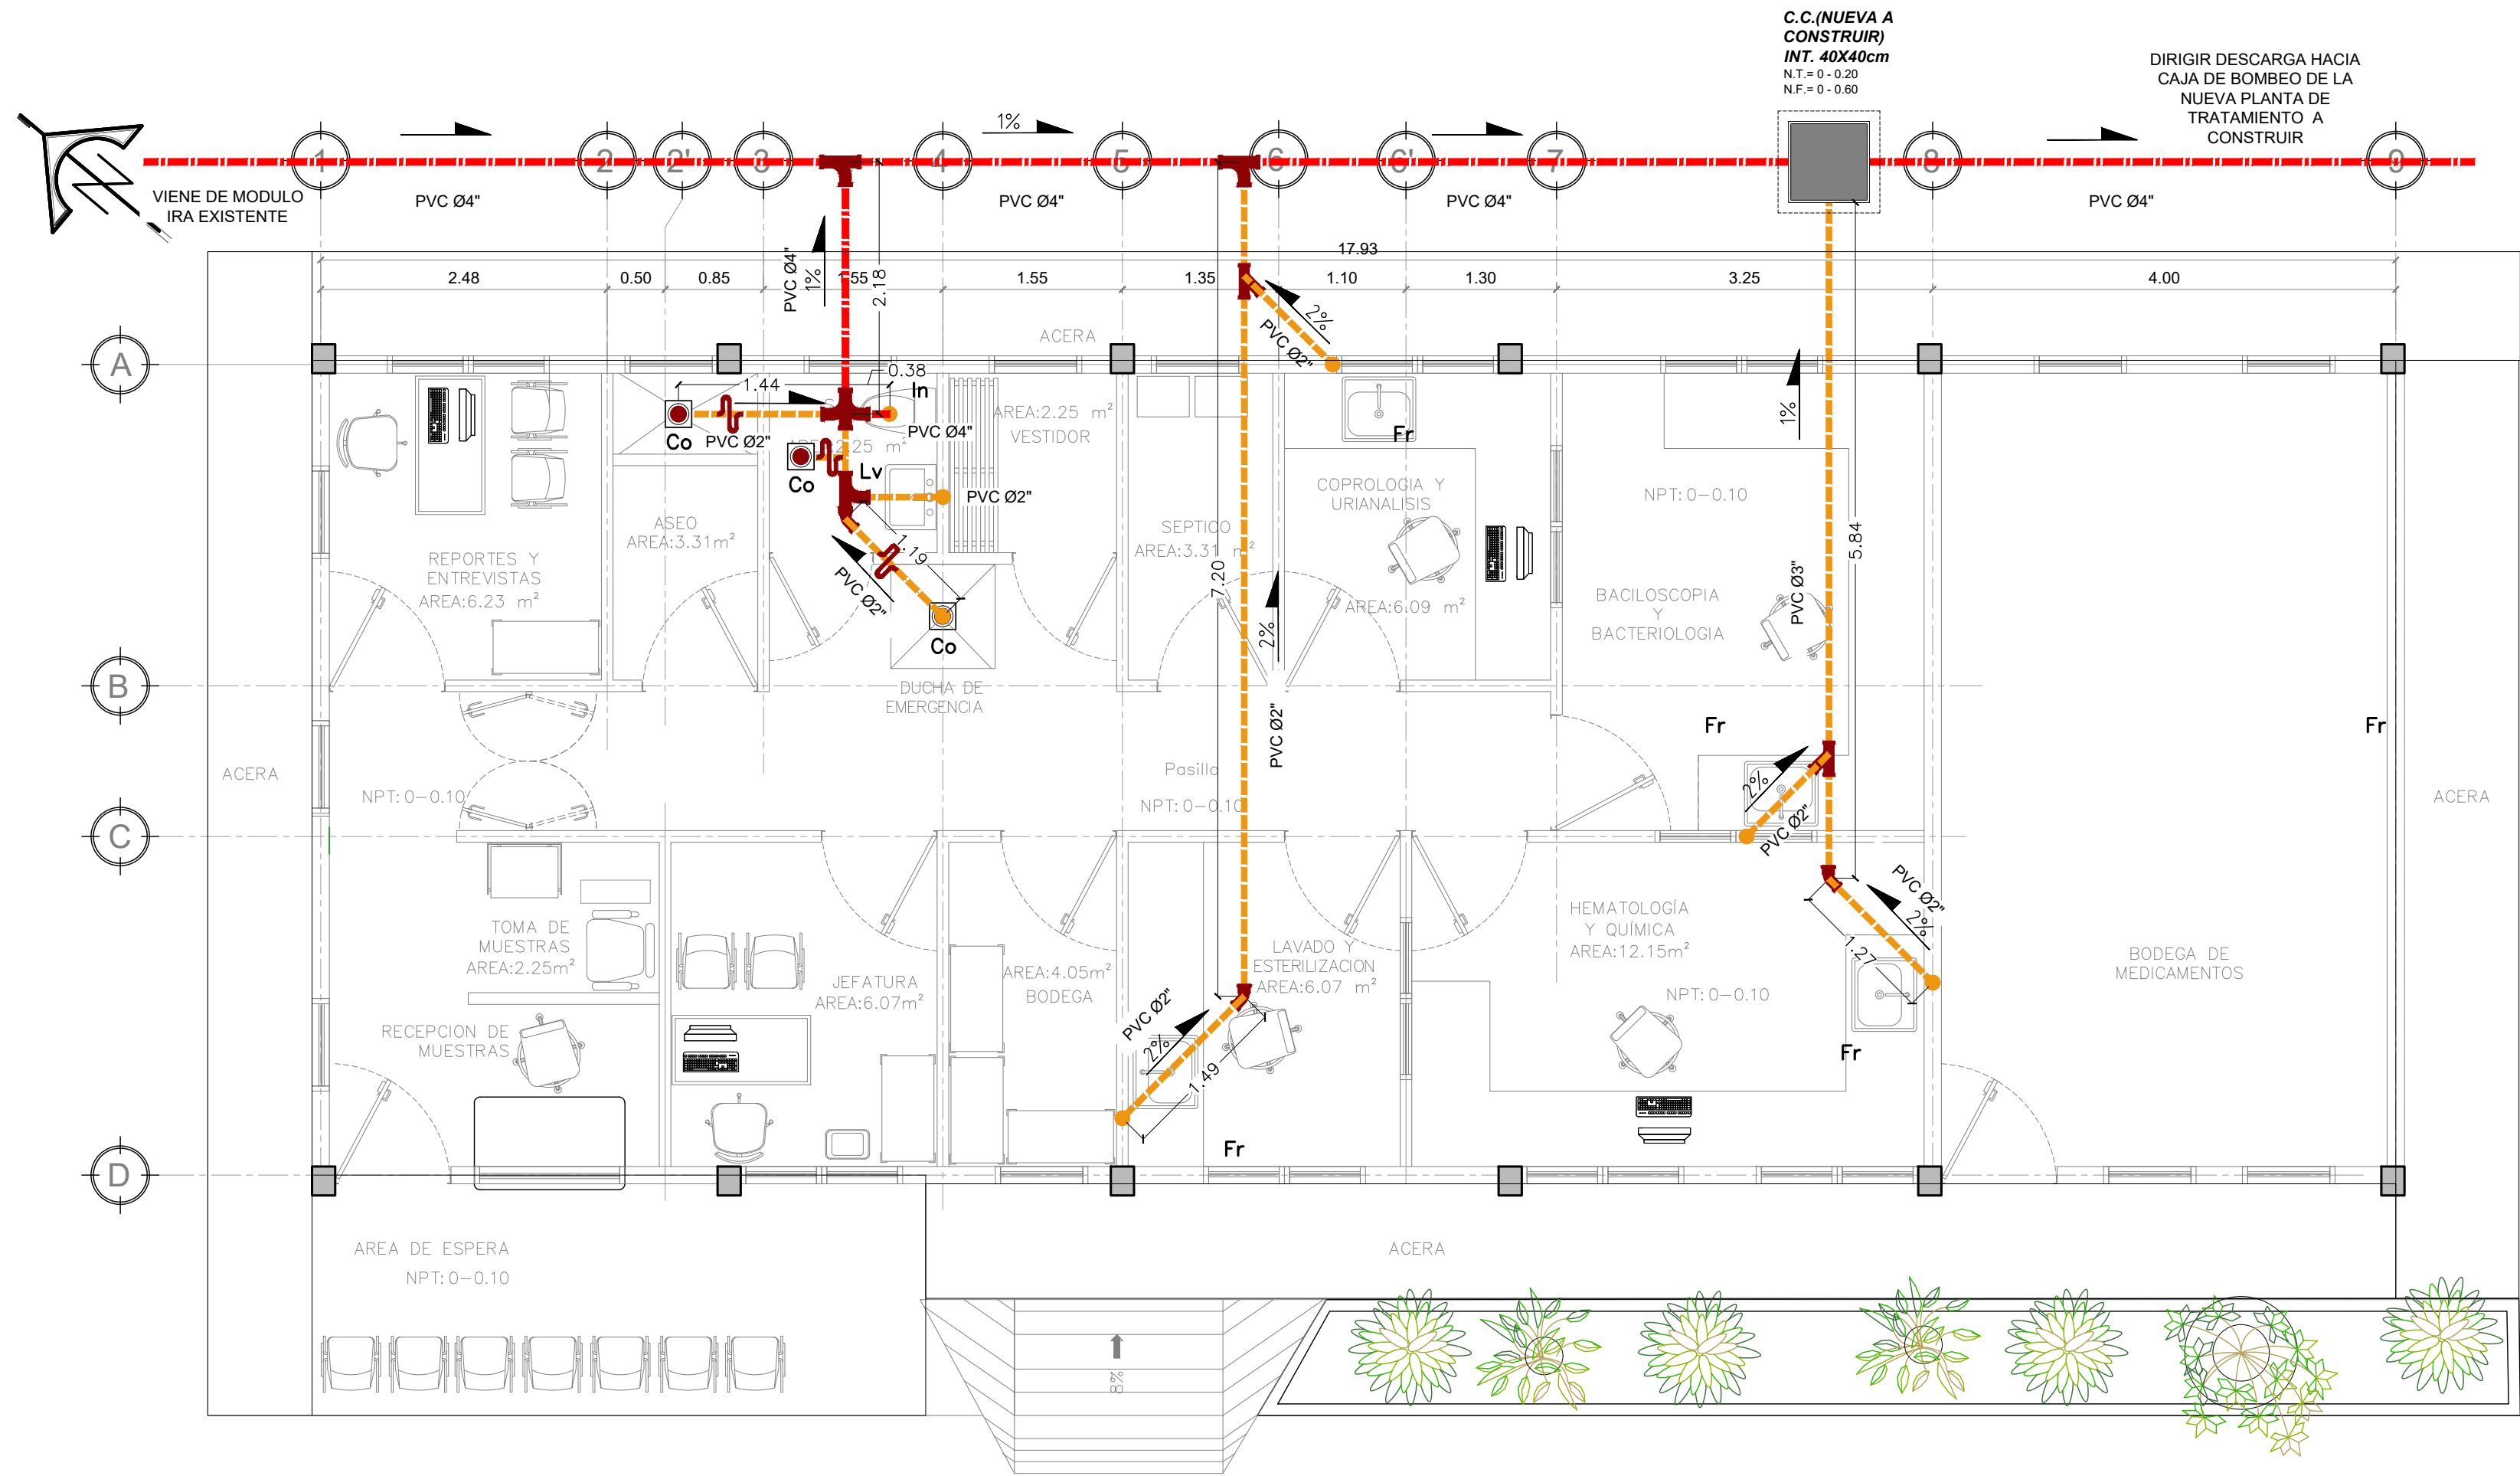 C.C.(NUEVA A
CONSTRUIR)
INT. 40X40cm
N.T.= 0 - 0.20
N.F.= 0 - 0.60
DIRIGIR DESCARGA HACIA
CAJA DE BOMBEO DE LA
NUEVA PLANTA DE
TRATAMIENTO A
CONSTRUIR
1%
1
2
2'
3
4
5
6
6'
7
8
9
VIENE DE MODULO
IRA EXISTENTE
PVC Ø4"
PVC Ø4"
PVC Ø4"
PVC Ø4"
17.93
2.48
0.50
0.85
1.55
1.55
1.35
1.10
1.30
3.25
4.00
PVC Ø4"
1%
2.18
2%
PVC Ø2"
ACERA
A
1.44
0.38
In
Co
PVC Ø2"
PVC Ø4"
AREA:2.25 m²
VESTIDOR
Fr
1%
Co
Lv
PVC Ø2"
COPROLOGIA Y
URIANALISIS
NPT:0-0.10
ASEO
AREA:3.31m²
SEPTICO
AREA:3.31 m²
5.84
REPORTES Y
ENTREVISTAS
AREA:6.23 m²
1.19
PVC Ø2"
7.20
2%
AREA:6.09 m²
BACILOSCOPIA
Y
BACTERIOLOGIA
PVC Ø3"
Co
B
DUCHA DE
EMERGENCIA
PVC Ø2"
Fr
Fr
ACERA
Pasillo
NPT:0-0.10
NPT:0-0.10
2%
PVC Ø2"
ACERA
C
TOMA DE
MUESTRAS
AREA:2.25m²
JEFATURA
AREA:6.07m²
AREA:4.05m²
BODEGA
LAVADO Y
ESTERILIZACION
AREA:6.07 m²
HEMATOLOGÍA
Y QUÍMICA
AREA:12.15m²
NPT:0-0.10
PVC Ø2"
2%
1.27
BODEGA DE
MEDICAMENTOS
RECEPCION DE
MUESTRAS
PVC Ø2"
2%
1.49
Fr
Fr
D
AREA DE ESPERA
NPT:0-0.10
ACERA
8%